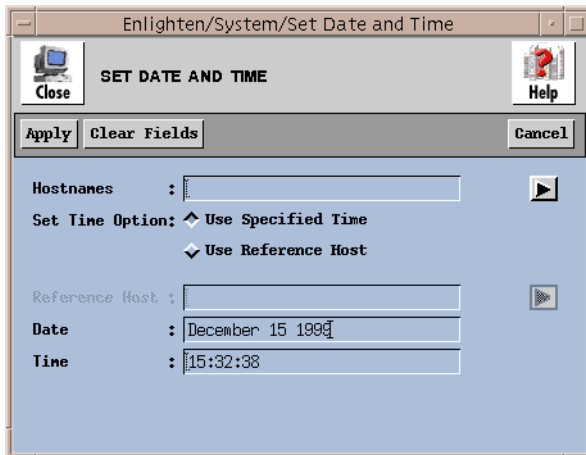 Enlighten/System/Set Date and Time
Close
SET DATE AND TIME
Help
Apply Clear Fields Cancel
Hostnames :
Set Time Option: Use Specified Time
Use Reference Host
Reference Host :
Date : December 15 1999
Time : 15:32:38